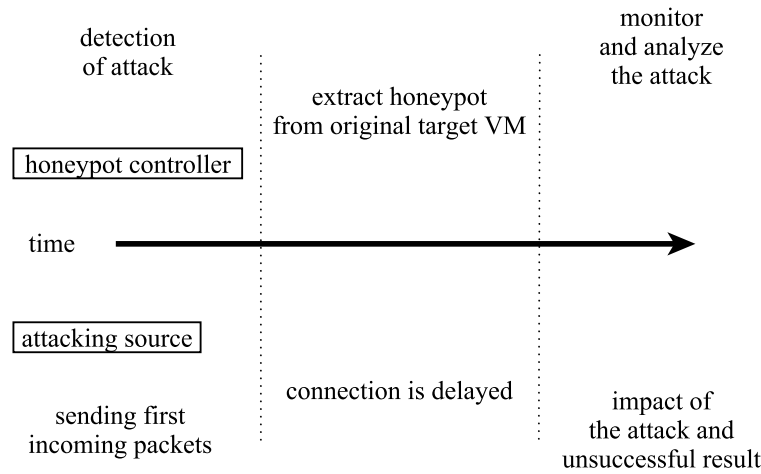 detection
of attack
extract honeypot
from original target VM
monitor
and analyze
the attack
honeypot controller
time
attacking source
sending first
incoming packets
connection is delayed
impact of
the attack and
unsuccessful result